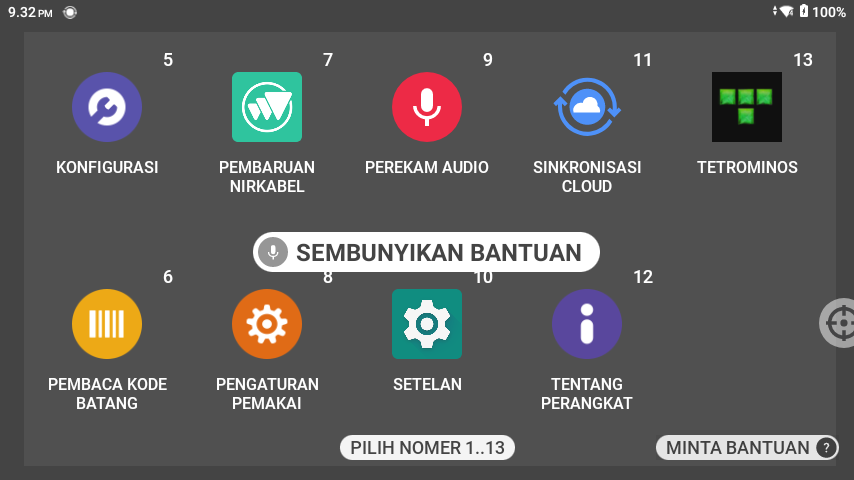 9.32 PM
100%
5
7
9
11
13
KONFIGURASI
PEMBARUAN
NIRKABEL
PEREKAM AUDIO
SINKRONISASI
CLOUD
TETROMINOS
SEMBUNYIKAN BANTUAN
6
8
10
12
PEMBACA KODE
BATANG
PENGATURAN
PEMAKAI
SETELAN
TENTANG
PERANGKAT
PILIH NOMER 1..13
MINTA BANTUAN ?